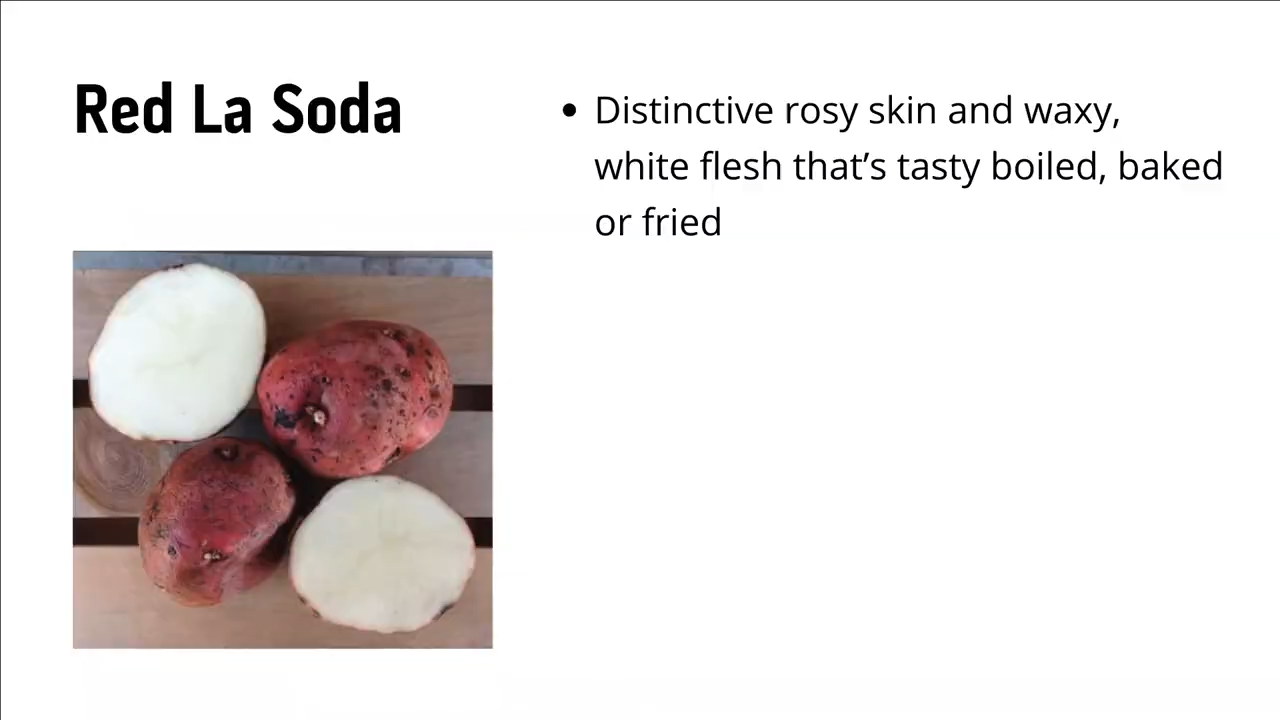 Red La Soda
• Distinctive rosy skin and waxy,
white flesh that’s tasty boiled, baked
or fried